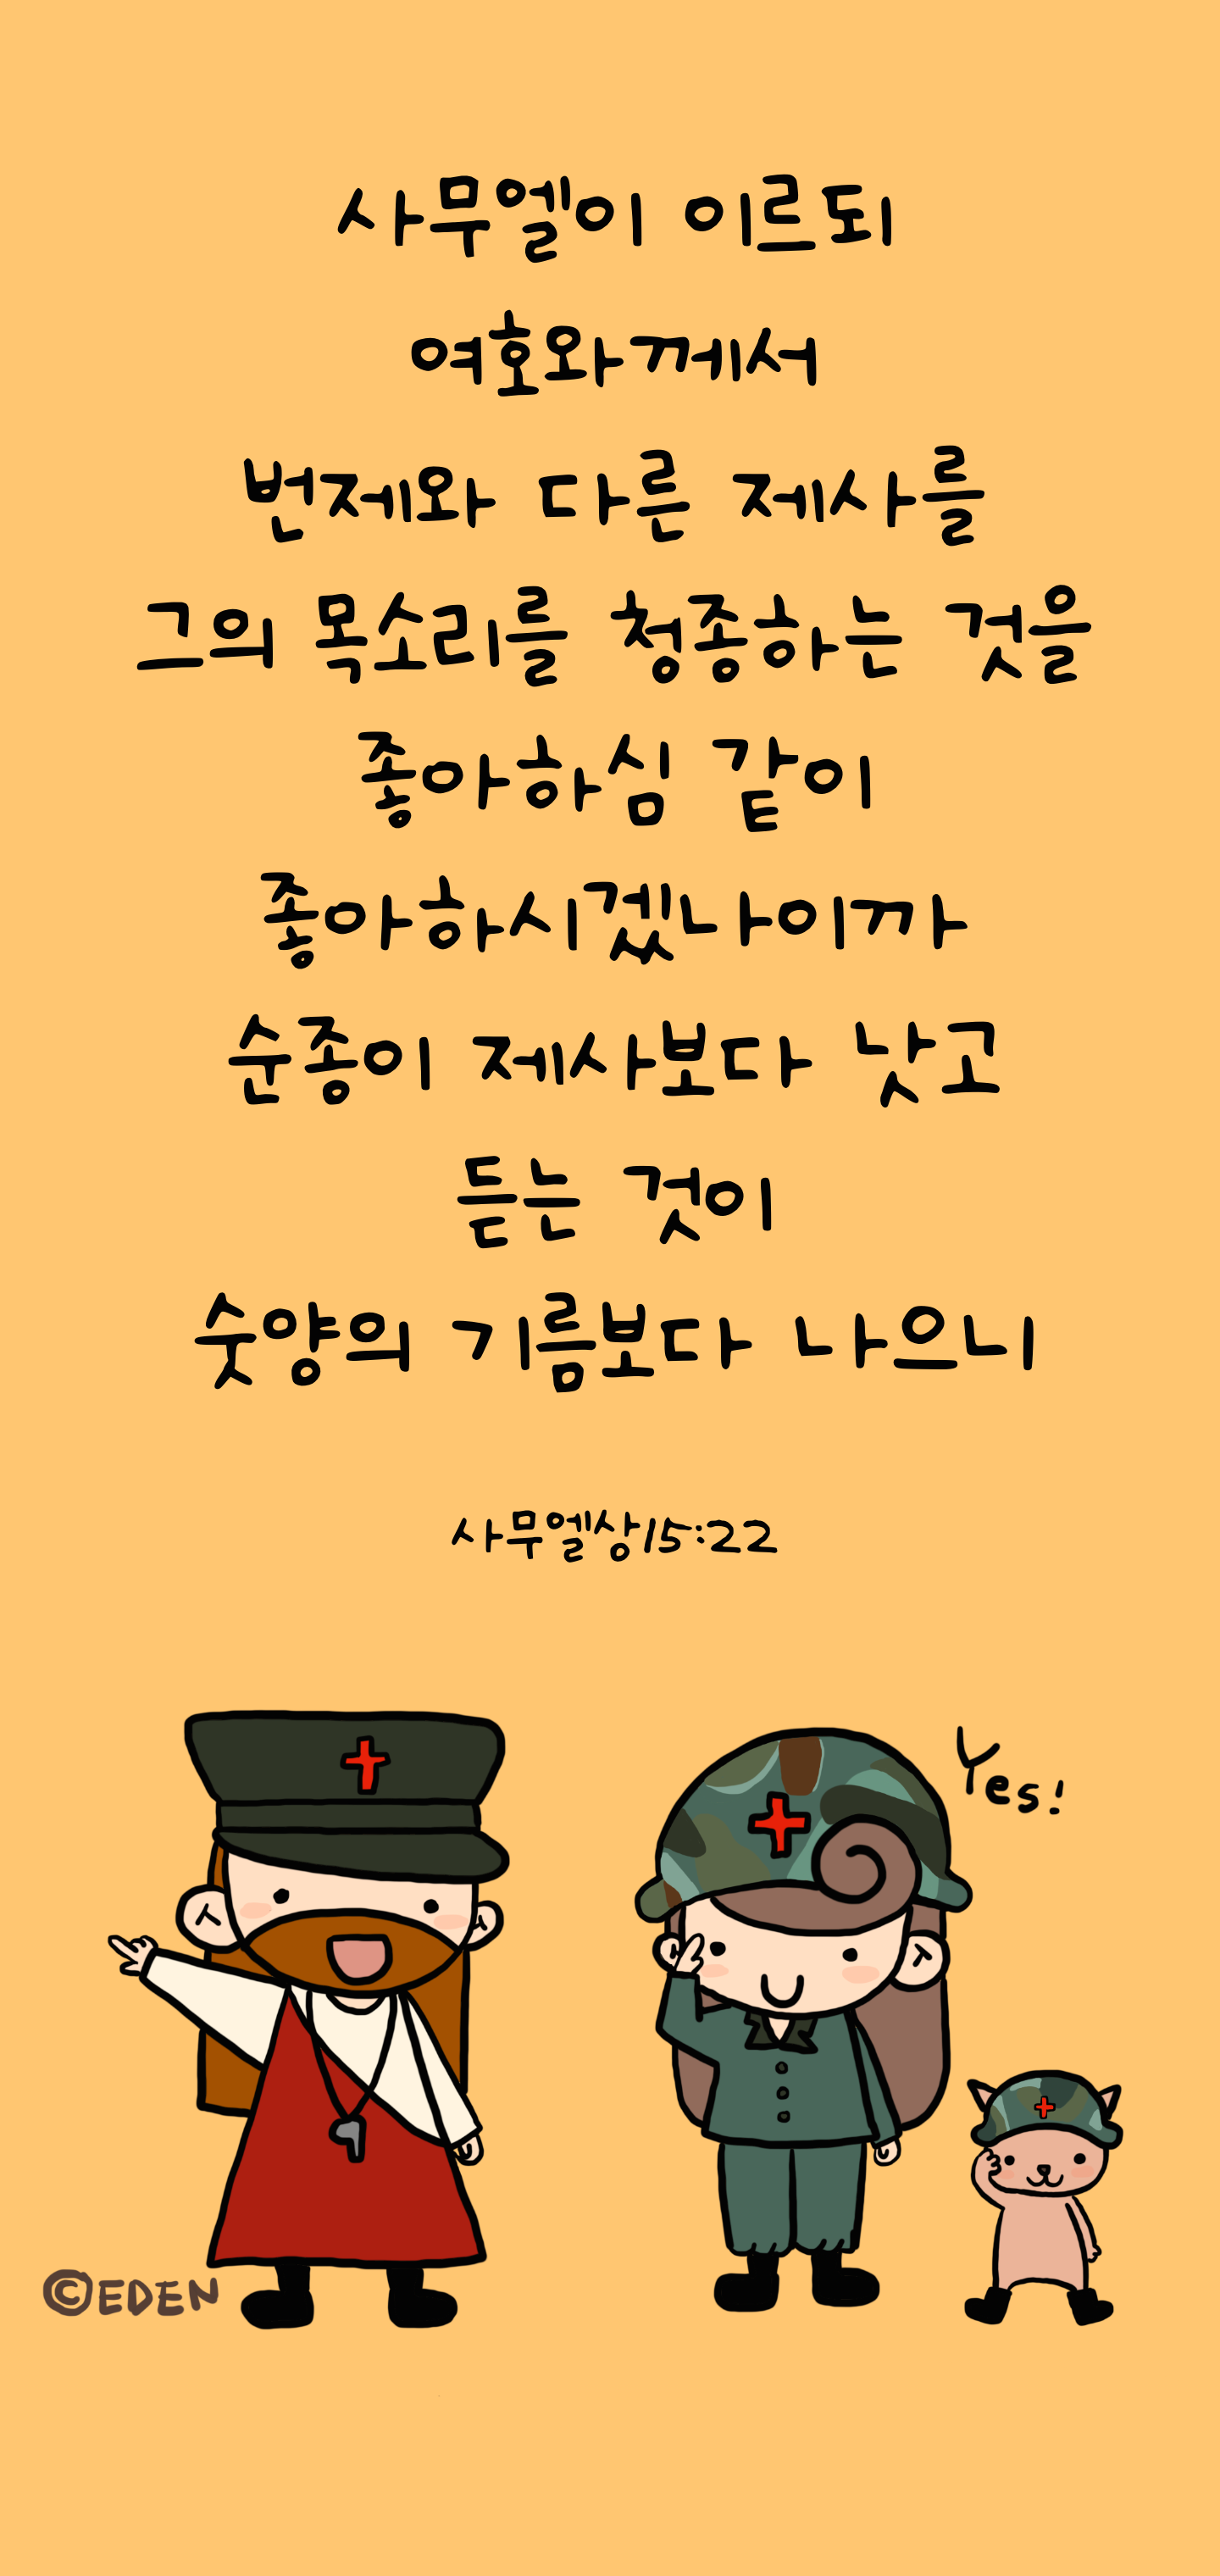 사무엘이 이르되
여호와께서
번제와 다른 제사를
그의 목소리를 청종하는 것을
좋아하심 같이
좋아하시겠나이까
순종이 제사보다 낫고
듣는 것이
숫양의 기름보다 나으니
사무엘상15:22
Yes!
©EDEN